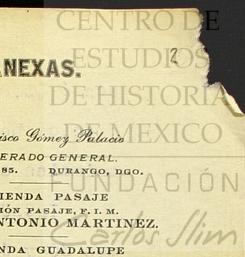 CENTRO DE
ESTUDIOS
DE HISTORIA
DE MEXICO
FUNDACIÓN
Carlos Slim
2
ANEXAS.
isco Gómez Palacio
ERADO GENERAL.
85. DURANGO, DGO.
IENDA PASAJE
IÓN PASAJE, F. I. M.
ANTONIO MARTINEZ.
NDA GUADALUPE